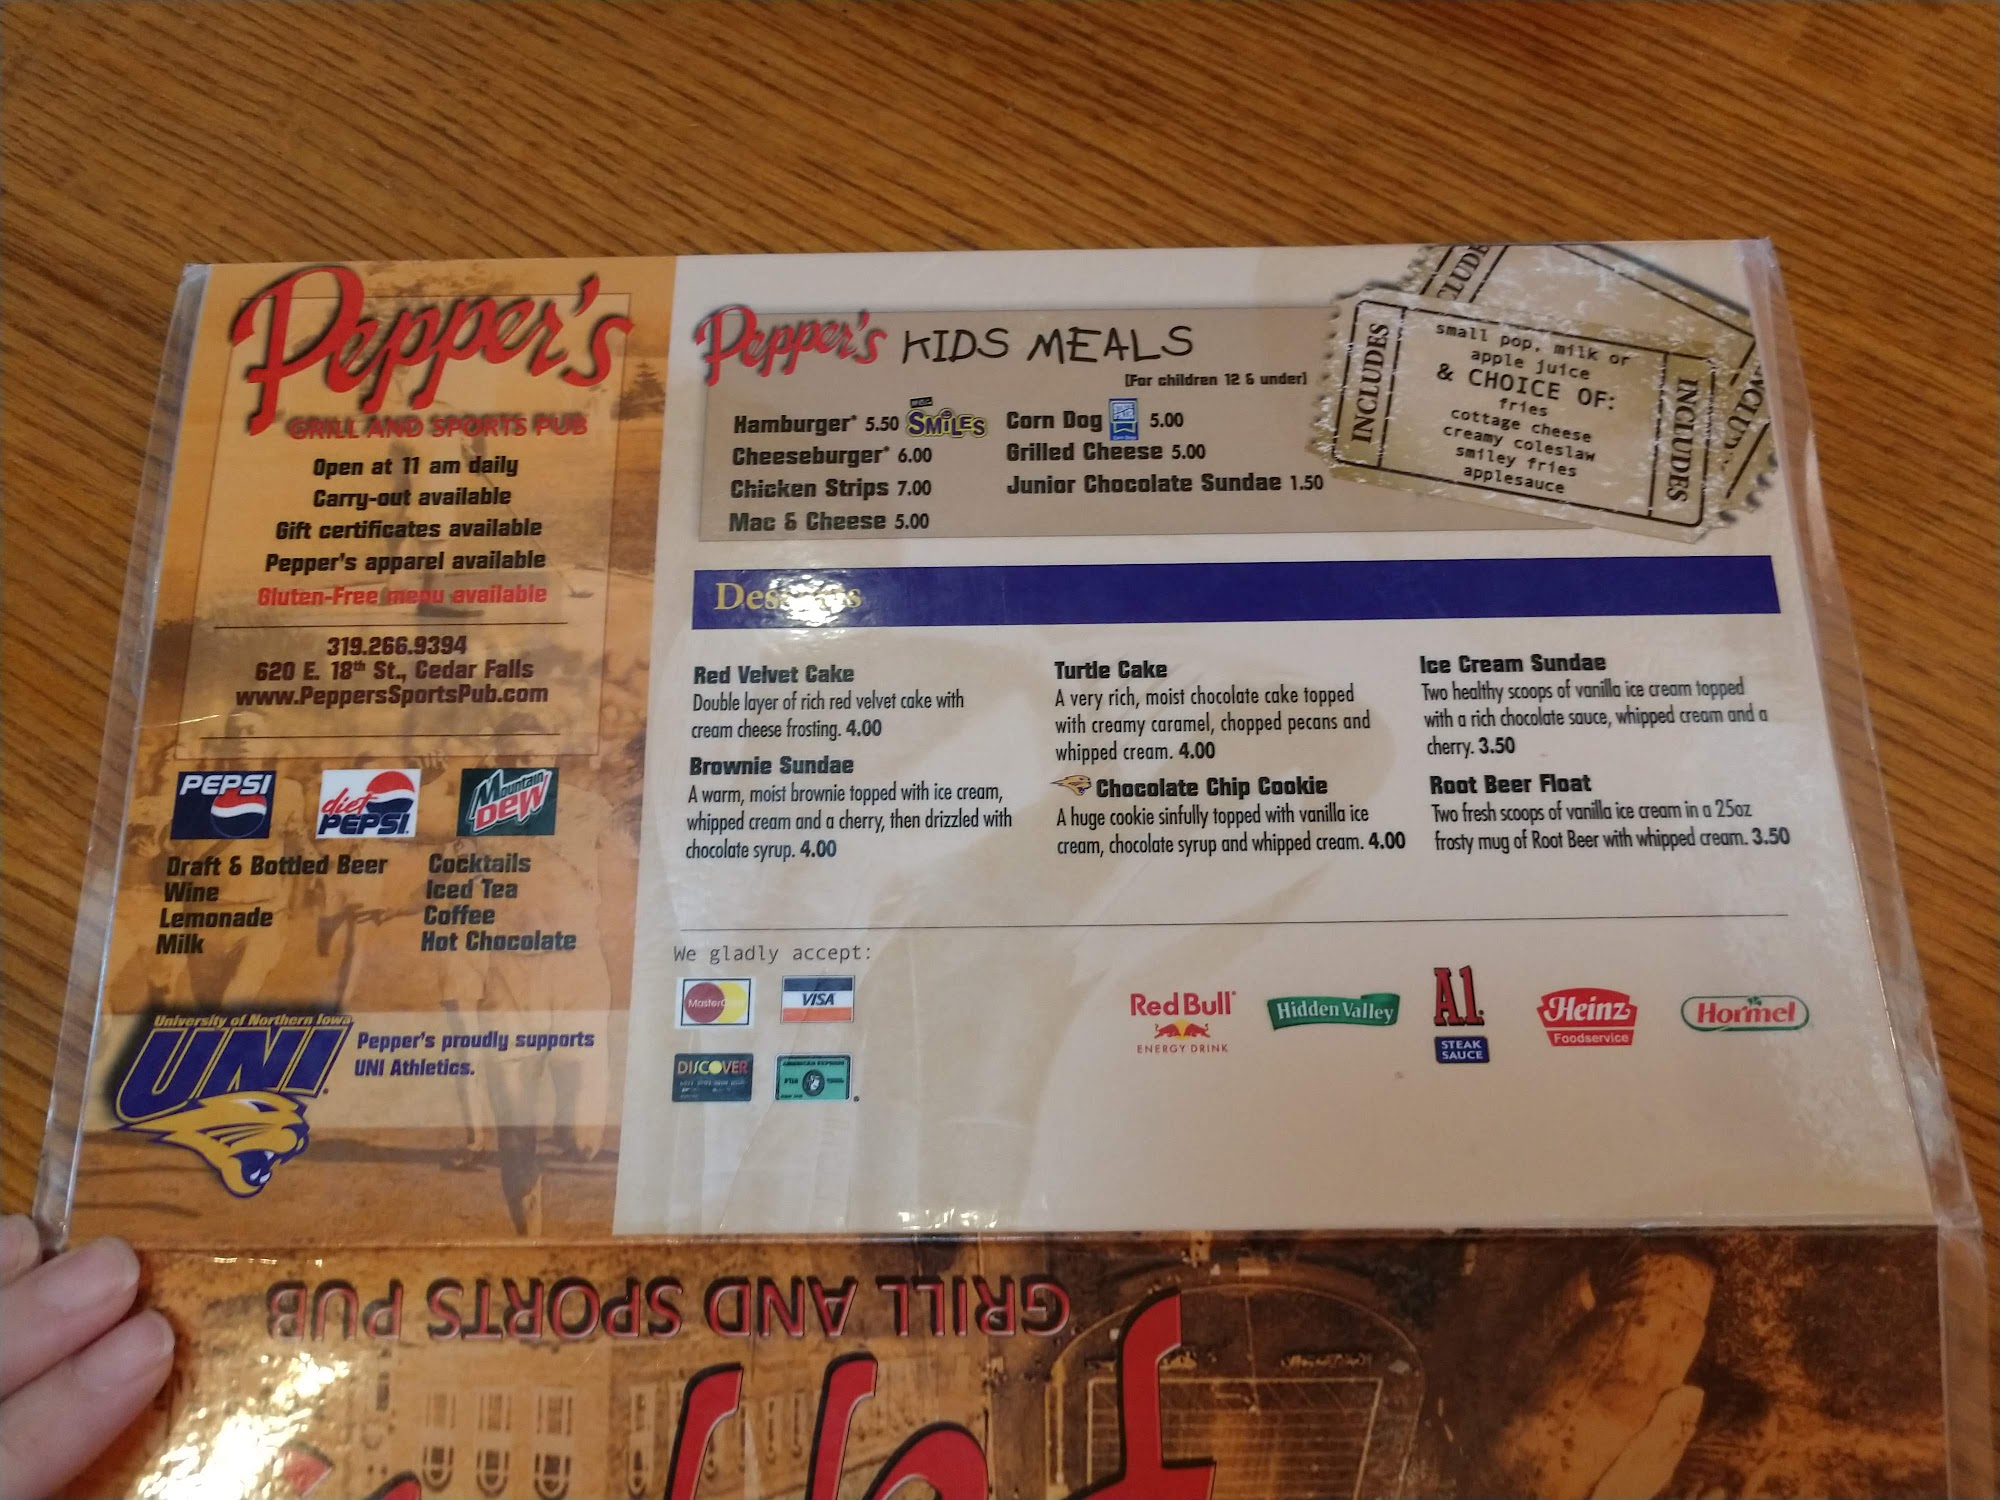 Pepper's
GRILL AND SPORTS PUB
Open at 11 am daily
Carry-out available
Gift certificates available
Pepper's apparel available
Gluten-Free menu available
319.266.9394
620 E. 18th St., Cedar Falls
www.PeppersSportsPub.com
PEPSI
diet PEPSI.
Mountain Dew
Draft & Bottled Beer
Wine
Lemonade
Milk
Cocktails
Iced Tea
Coffee
Hot Chocolate
University of Northern Iowa
UNI
Pepper's proudly supports
UNI Athletics.
Pepper's KIDS MEALS
(For children 12 & under)
Hamburger* 5.50 SMiLES
Cheeseburger* 6.00
Chicken Strips 7.00
Mac & Cheese 5.00
Corn Dog 5.00
Grilled Cheese 5.00
Junior Chocolate Sundae 1.50
INCLUDES
small pop, milk or
apple juice
& CHOICE OF:
fries
cottage cheese
creamy coleslaw
smiley fries
applesauce
INCLUDES
Desserts
Red Velvet Cake
Double layer of rich red velvet cake with
cream cheese frosting. 4.00
Brownie Sundae
A warm, moist brownie topped with ice cream,
whipped cream and a cherry, then drizzled with
chocolate syrup. 4.00
Turtle Cake
A very rich, moist chocolate cake topped
with creamy caramel, chopped pecans and
whipped cream. 4.00
Chocolate Chip Cookie
A huge cookie sinfully topped with vanilla ice
cream, chocolate syrup and whipped cream. 4.00
Ice Cream Sundae
Two healthy scoops of vanilla ice cream topped
with a rich chocolate sauce, whipped cream and a
cherry. 3.50
Root Beer Float
Two fresh scoops of vanilla ice cream in a 25oz
frosty mug of Root Beer with whipped cream. 3.50
We gladly accept:
MasterCard
VISA
DISCOVER
AMERICAN EXPRESS
Red Bull
ENERGY DRINK
Hidden Valley
A.1.
STEAK
SAUCE
Heinz
Foodservice
Hormel
GRILL AND SPORTS PUB